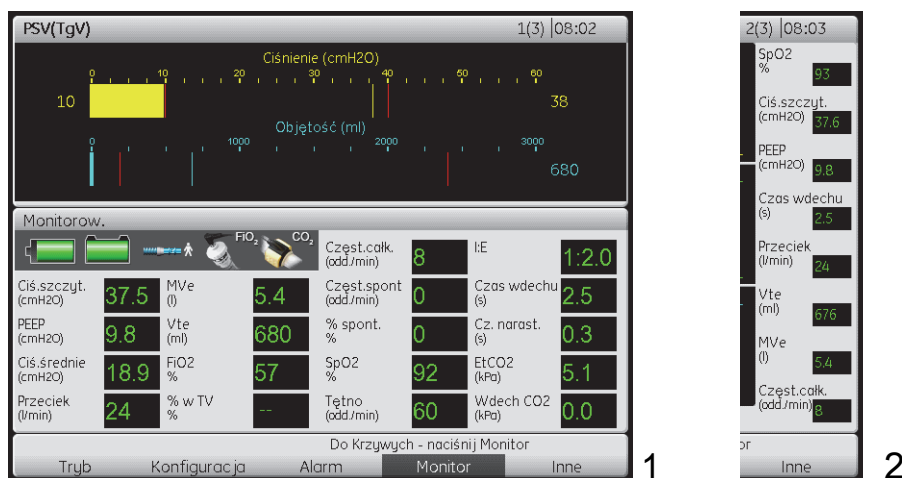 PSV(TgV) 1(3) |08:02
Ciśnienie (cmH2O)
0 10 20 30 40 50 60
10 38
Objętość (ml)
0 1000 2000 3000
680
Monitorow.
FiO2 CO2
Częst.całk. (odd./min) 8 I:E 1:2.0
Ciś.szczyt. (cmH2O) 37.5 MVe (l) 5.4 Częst.spont (odd./min) 0 Czas wdechu (s) 2.5
PEEP (cmH2O) 9.8 Vte (ml) 680 % spont. % 0 Cz. narast. (s) 0.3
Ciś.średnie (cmH2O) 18.9 FiO2 % 57 SpO2 % 92 EtCO2 (kPa) 5.1
Przeciek (l/min) 24 % w TV % -- Tętno (odd./min) 60 Wdech CO2 (kPa) 0.0
Do Krzywych - naciśnij Monitor
Tryb Konfiguracja Alarm Monitor Inne
1
2(3) |08:03
SpO2
% 93
Ciś.szczyt.
(cmH2O) 37.6
PEEP
(cmH2O) 9.8
Czas wdechu
(s) 2.5
Przeciek
(l/min) 24
Vte
(ml) 676
MVe
(l) 5.4
Częst.całk.
(odd./min) 8
or
Inne
2